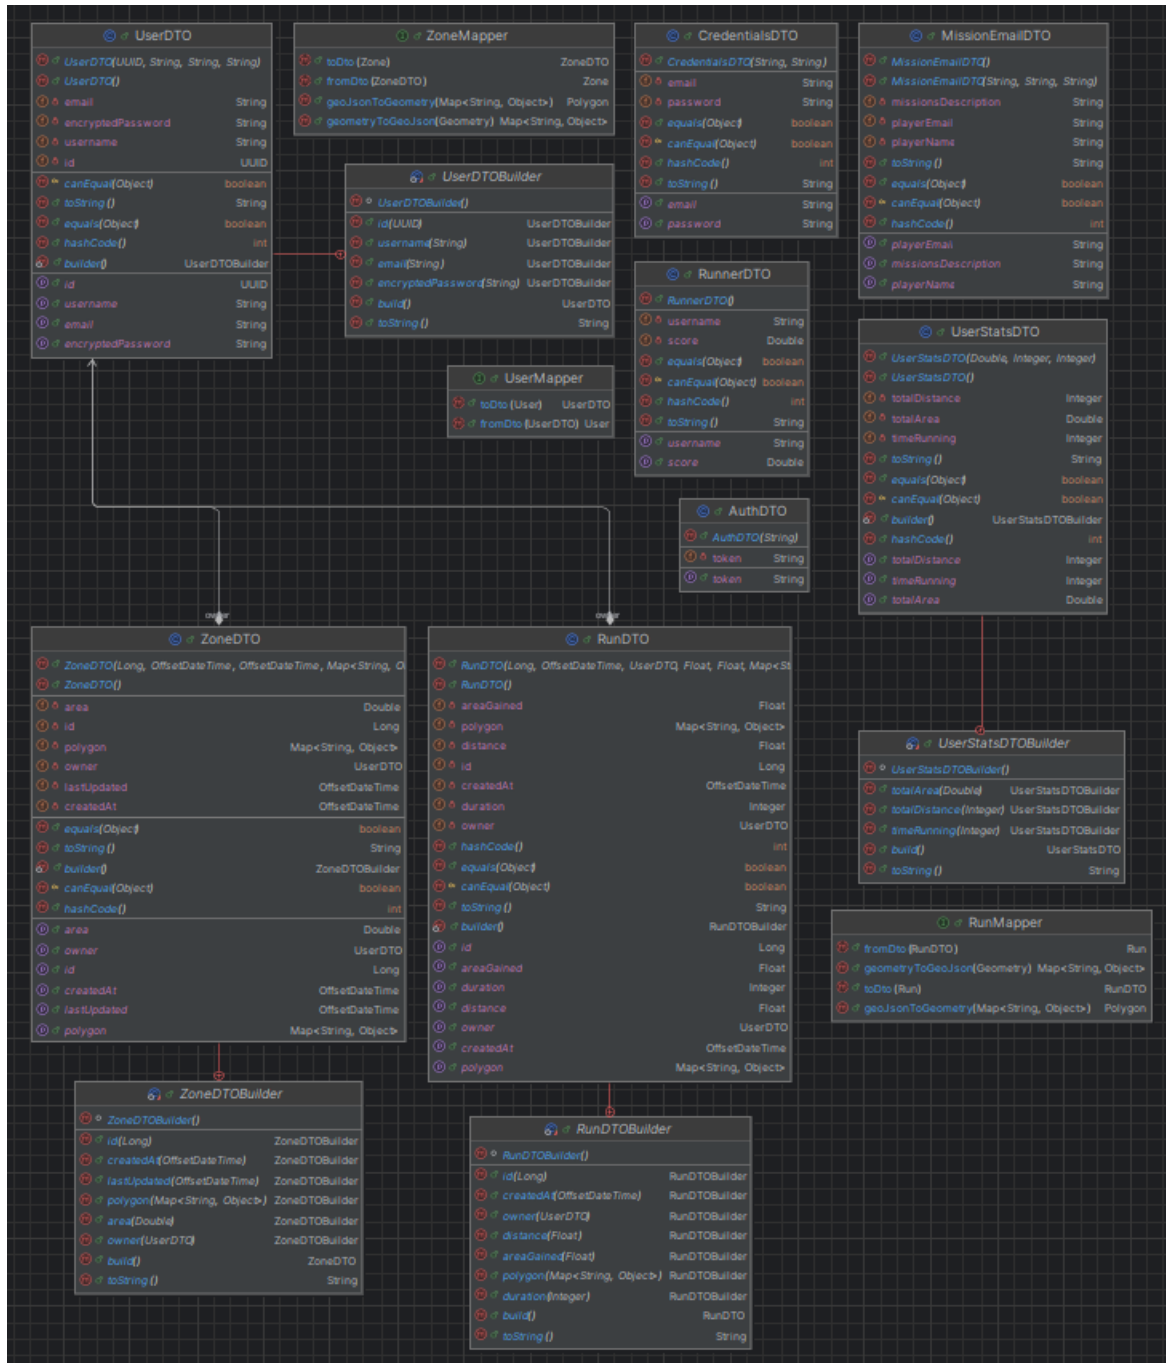 UserDTO
UserDTO(UUID, String, String, String)
UserDTO()
email String
encryptedPassword String
username String
id UUID
canEqual(Object) boolean
toString() String
equals(Object) boolean
hashCode() int
builder() UserDTOBuilder
id UUID
username String
email String
encryptedPassword String
ZoneMapper
toDto(Zone) ZoneDTO
fromDto(ZoneDTO) Zone
geoJsonToGeometry(Map<String, Object>) Polygon
geometryToGeoJson(Geometry) Map<String, Object>
UserDTOBuilder
UserDTOBuilder()
id(UUID) UserDTOBuilder
username(String) UserDTOBuilder
email(String) UserDTOBuilder
encryptedPassword(String) UserDTOBuilder
build() UserDTO
toString() String
UserMapper
toDto(User) UserDTO
fromDto(UserDTO) User
CredentialsDTO
CredentialsDTO(String, String)
email String
password String
equals(Object) boolean
canEqual(Object) boolean
hashCode() int
toString() String
email String
password String
RunnerDTO
RunnerDTO()
username String
score Double
equals(Object) boolean
canEqual(Object) boolean
hashCode() int
toString() String
username String
score Double
AuthDTO
AuthDTO(String)
token String
token String
MissionEmailDTO
MissionEmailDTO()
MissionEmailDTO(String, String, String)
missionsDescription String
playerEmail String
playerName String
toString() String
equals(Object) boolean
canEqual(Object) boolean
hashCode() int
playerEmail String
missionsDescription String
playerName String
UserStatsDTO
UserStatsDTO(Double, Integer, Integer)
UserStatsDTO()
totalDistance Integer
totalArea Double
timeRunning Integer
toString() String
equals(Object) boolean
canEqual(Object) boolean
builder() UserStatsDTOBuilder
hashCode() int
totalDistance Integer
timeRunning Integer
totalArea Double
owner
owner
ZoneDTO
ZoneDTO(Long, OffsetDateTime, OffsetDateTime, Map<String, O
ZoneDTO()
area Double
id Long
polygon Map<String, Object>
owner UserDTO
lastUpdated OffsetDateTime
createdAt OffsetDateTime
equals(Object) boolean
toString() String
builder() ZoneDTOBuilder
canEqual(Object) boolean
hashCode() int
area Double
owner UserDTO
id Long
createdAt OffsetDateTime
lastUpdated OffsetDateTime
polygon Map<String, Object>
RunDTO
RunDTO(Long, OffsetDateTime, UserDTO, Float, Float, Map<St
RunDTO()
areaGained Float
polygon Map<String, Object>
distance Float
id Long
createdAt OffsetDateTime
duration Integer
owner UserDTO
hashCode() int
equals(Object) boolean
canEqual(Object) boolean
toString() String
builder() RunDTOBuilder
id Long
areaGained Float
duration Integer
distance Float
owner UserDTO
createdAt OffsetDateTime
polygon Map<String, Object>
UserStatsDTOBuilder
UserStatsDTOBuilder()
totalArea(Double) UserStatsDTOBuilder
totalDistance(Integer) UserStatsDTOBuilder
timeRunning(Integer) UserStatsDTOBuilder
build() UserStatsDTO
toString() String
RunMapper
fromDto(RunDTO) Run
geometryToGeoJson(Geometry) Map<String, Object>
toDto(Run) RunDTO
geoJsonToGeometry(Map<String, Object>) Polygon
ZoneDTOBuilder
ZoneDTOBuilder()
id(Long) ZoneDTOBuilder
createdAt(OffsetDateTime) ZoneDTOBuilder
lastUpdated(OffsetDateTime) ZoneDTOBuilder
polygon(Map<String, Object>) ZoneDTOBuilder
area(Double) ZoneDTOBuilder
owner(UserDTO) ZoneDTOBuilder
build() ZoneDTO
toString() String
RunDTOBuilder
RunDTOBuilder()
id(Long) RunDTOBuilder
createdAt(OffsetDateTime) RunDTOBuilder
owner(UserDTO) RunDTOBuilder
distance(Float) RunDTOBuilder
areaGained(Float) RunDTOBuilder
polygon(Map<String, Object>) RunDTOBuilder
duration(Integer) RunDTOBuilder
build() RunDTO
toString() String